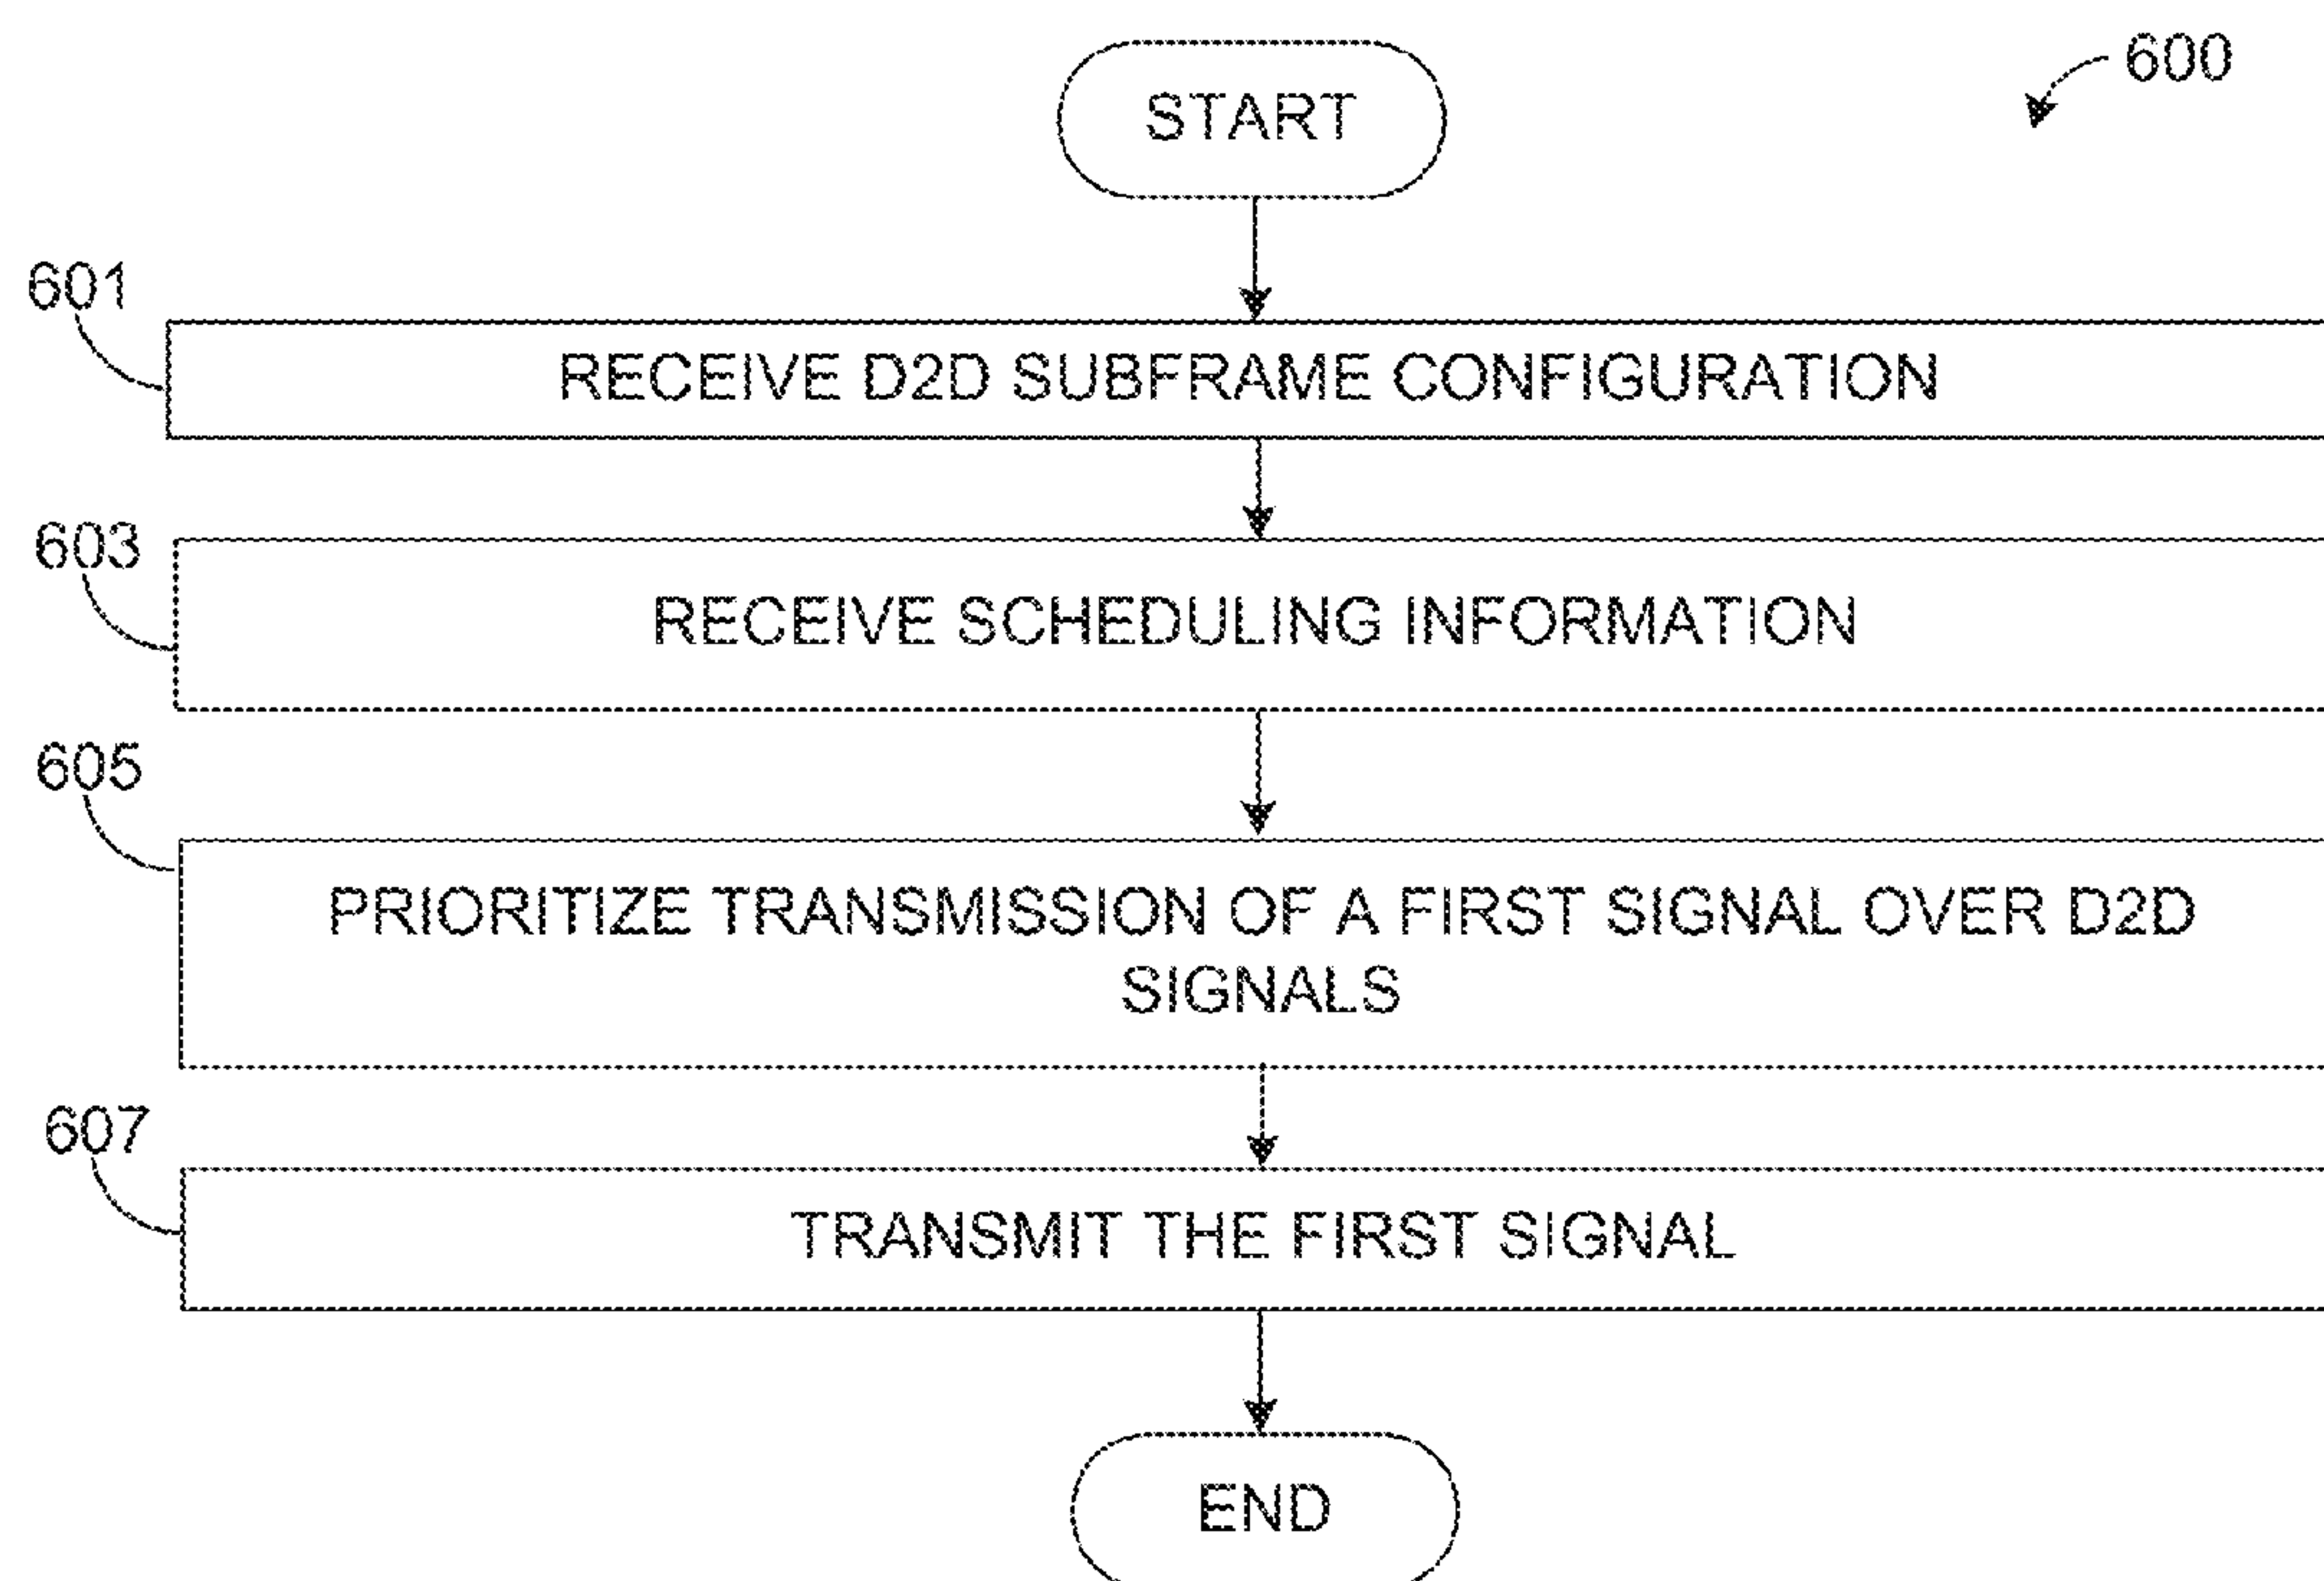 600
START
601
RECEIVE D2D SUBFRAME CONFIGURATION
603
RECEIVE SCHEDULING INFORMATION
605
PRIORITIZE TRANSMISSION OF A FIRST SIGNAL OVER D2D
SIGNALS
607
TRANSMIT THE FIRST SIGNAL
END